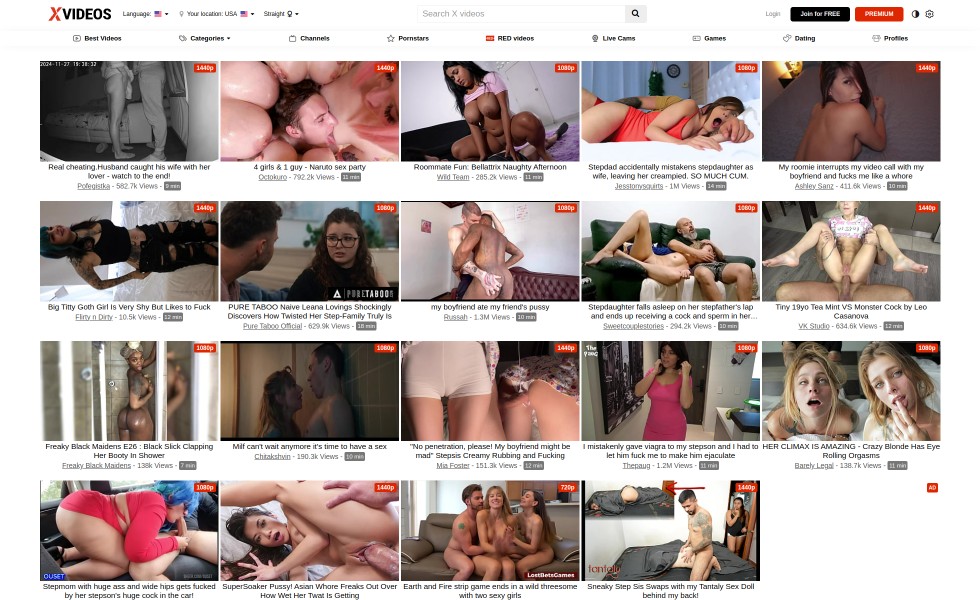 XVIDEOS
Language:
Your location: USA
Straight
Search X videos
Login
Join for FREE
PREMIUM
Best Videos
Categories
Channels
Pornstars
RED videos
Live Cams
Games
Dating
Profiles
2024-11-27 19:38:32
1440p
1440p
1080p
1080p
1440p
Real cheating.Husband caught his wife with her
lover - watch to the end!
Pofegistka - 582.7k Views - 9 min
4 girls & 1 guy - Naruto sex party
Octokuro - 792.2k Views - 11 min
Roommate Fun: Bellattrix Naughty Afternoon
Wild Team - 265.2k Views - 11 min
Stepdad accidentally mistakens stepdaughter as
wife, leaving her creampied. SO MUCH CUM.
Jesstonysquirts - 1M Views - 14 min
My roomie interrupts my video call with my
boyfriend and fucks me like a whore
Ashley Sanz - 411.6k Views - 10 min
1440p
1080p
1080p
1080p
1440p
PURETABOO
Big Titty Goth Girl Is Very Shy But Likes to Fuck
Flirty n Dirty - 10.5k Views - 12 min
PURE TABOO Naive Leana Lovings Shockingly
Discovers How Twisted Her Step-Family Truly Is
Pure Taboo Official - 629.9k Views - 18 min
my boyfriend ate my friend's pussy
Russah - 1.3M Views - 10 min
Stepdaughter falls asleep on her stepfather's lap
and ends up receiving a cock and sperm in her...
Sweetcouplestories - 294.2k Views - 10 min
Tiny 19yo Tea Mint VS Monster Cock by Leo
Casanova
VK Studio - 634.6k Views - 12 min
1080p
1080p
1440p
The
1080p
1080p
Freaky Black Maidens E26 : Black Slick Clapping
Her Booty In Shower
Freaky Black Maidens - 138k Views - 7 min
Milf can't wait anymore it's time to have a sex
Chitakshvin - 190.3k Views - 10 min
"No penetration, please! My boyfriend might be
mad" Stepsis Creamy Rubbing and Fucking
Mia Foster - 151.3k Views - 12 min
I mistakenly gave viagra to my stepson and I had to
let him fuck me to make him ejaculate
Thepaug - 1.2M Views - 11 min
HER CLIMAX IS AMAZING - Crazy Blonde Has Eye
Rolling Orgasms
Barely Legal - 138.7k Views - 11 min
1080p
1440p
720p
1440p
AD
OUSET
LostBetsGames
tantaly
Stepmom with huge ass and wide hips gets fucked
by her stepson's huge cock in the car!
SuperSoaker Pussy! Asian Whore Freaks Out Over
How Wet Her Twat Is Getting
Earth and Fire strip game ends in a wild threesome
with two sexy girls
Sneaky Step Sis Swaps with my Tantaly Sex Doll
behind my back!